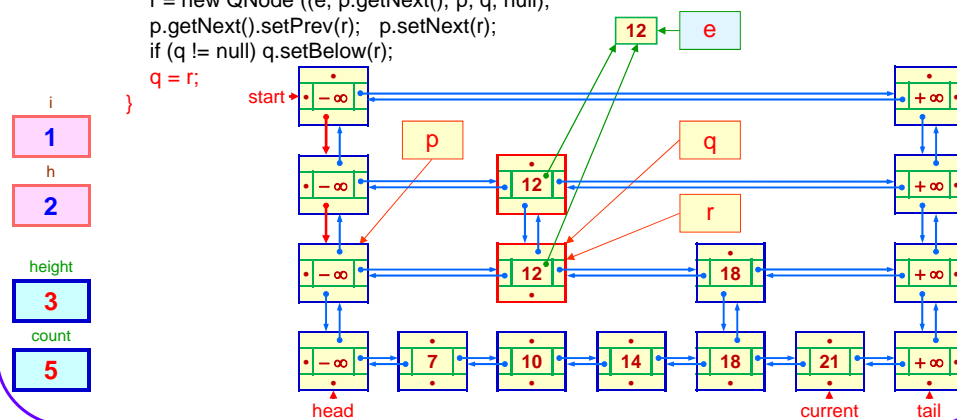 r = new QNode ((e, p.getNext(), p, q, null);
p.getNext().setPrev(r); p.setNext(r);
if (q != null) q.setBelow(r);
q = r;
}
12 e
start
− ∞ + ∞
i
1
p q
h
2
− ∞ 12 + ∞
r
height
3
− ∞ 12 18 + ∞
count
5
− ∞ 7 10 14 18 21 + ∞
head current tail